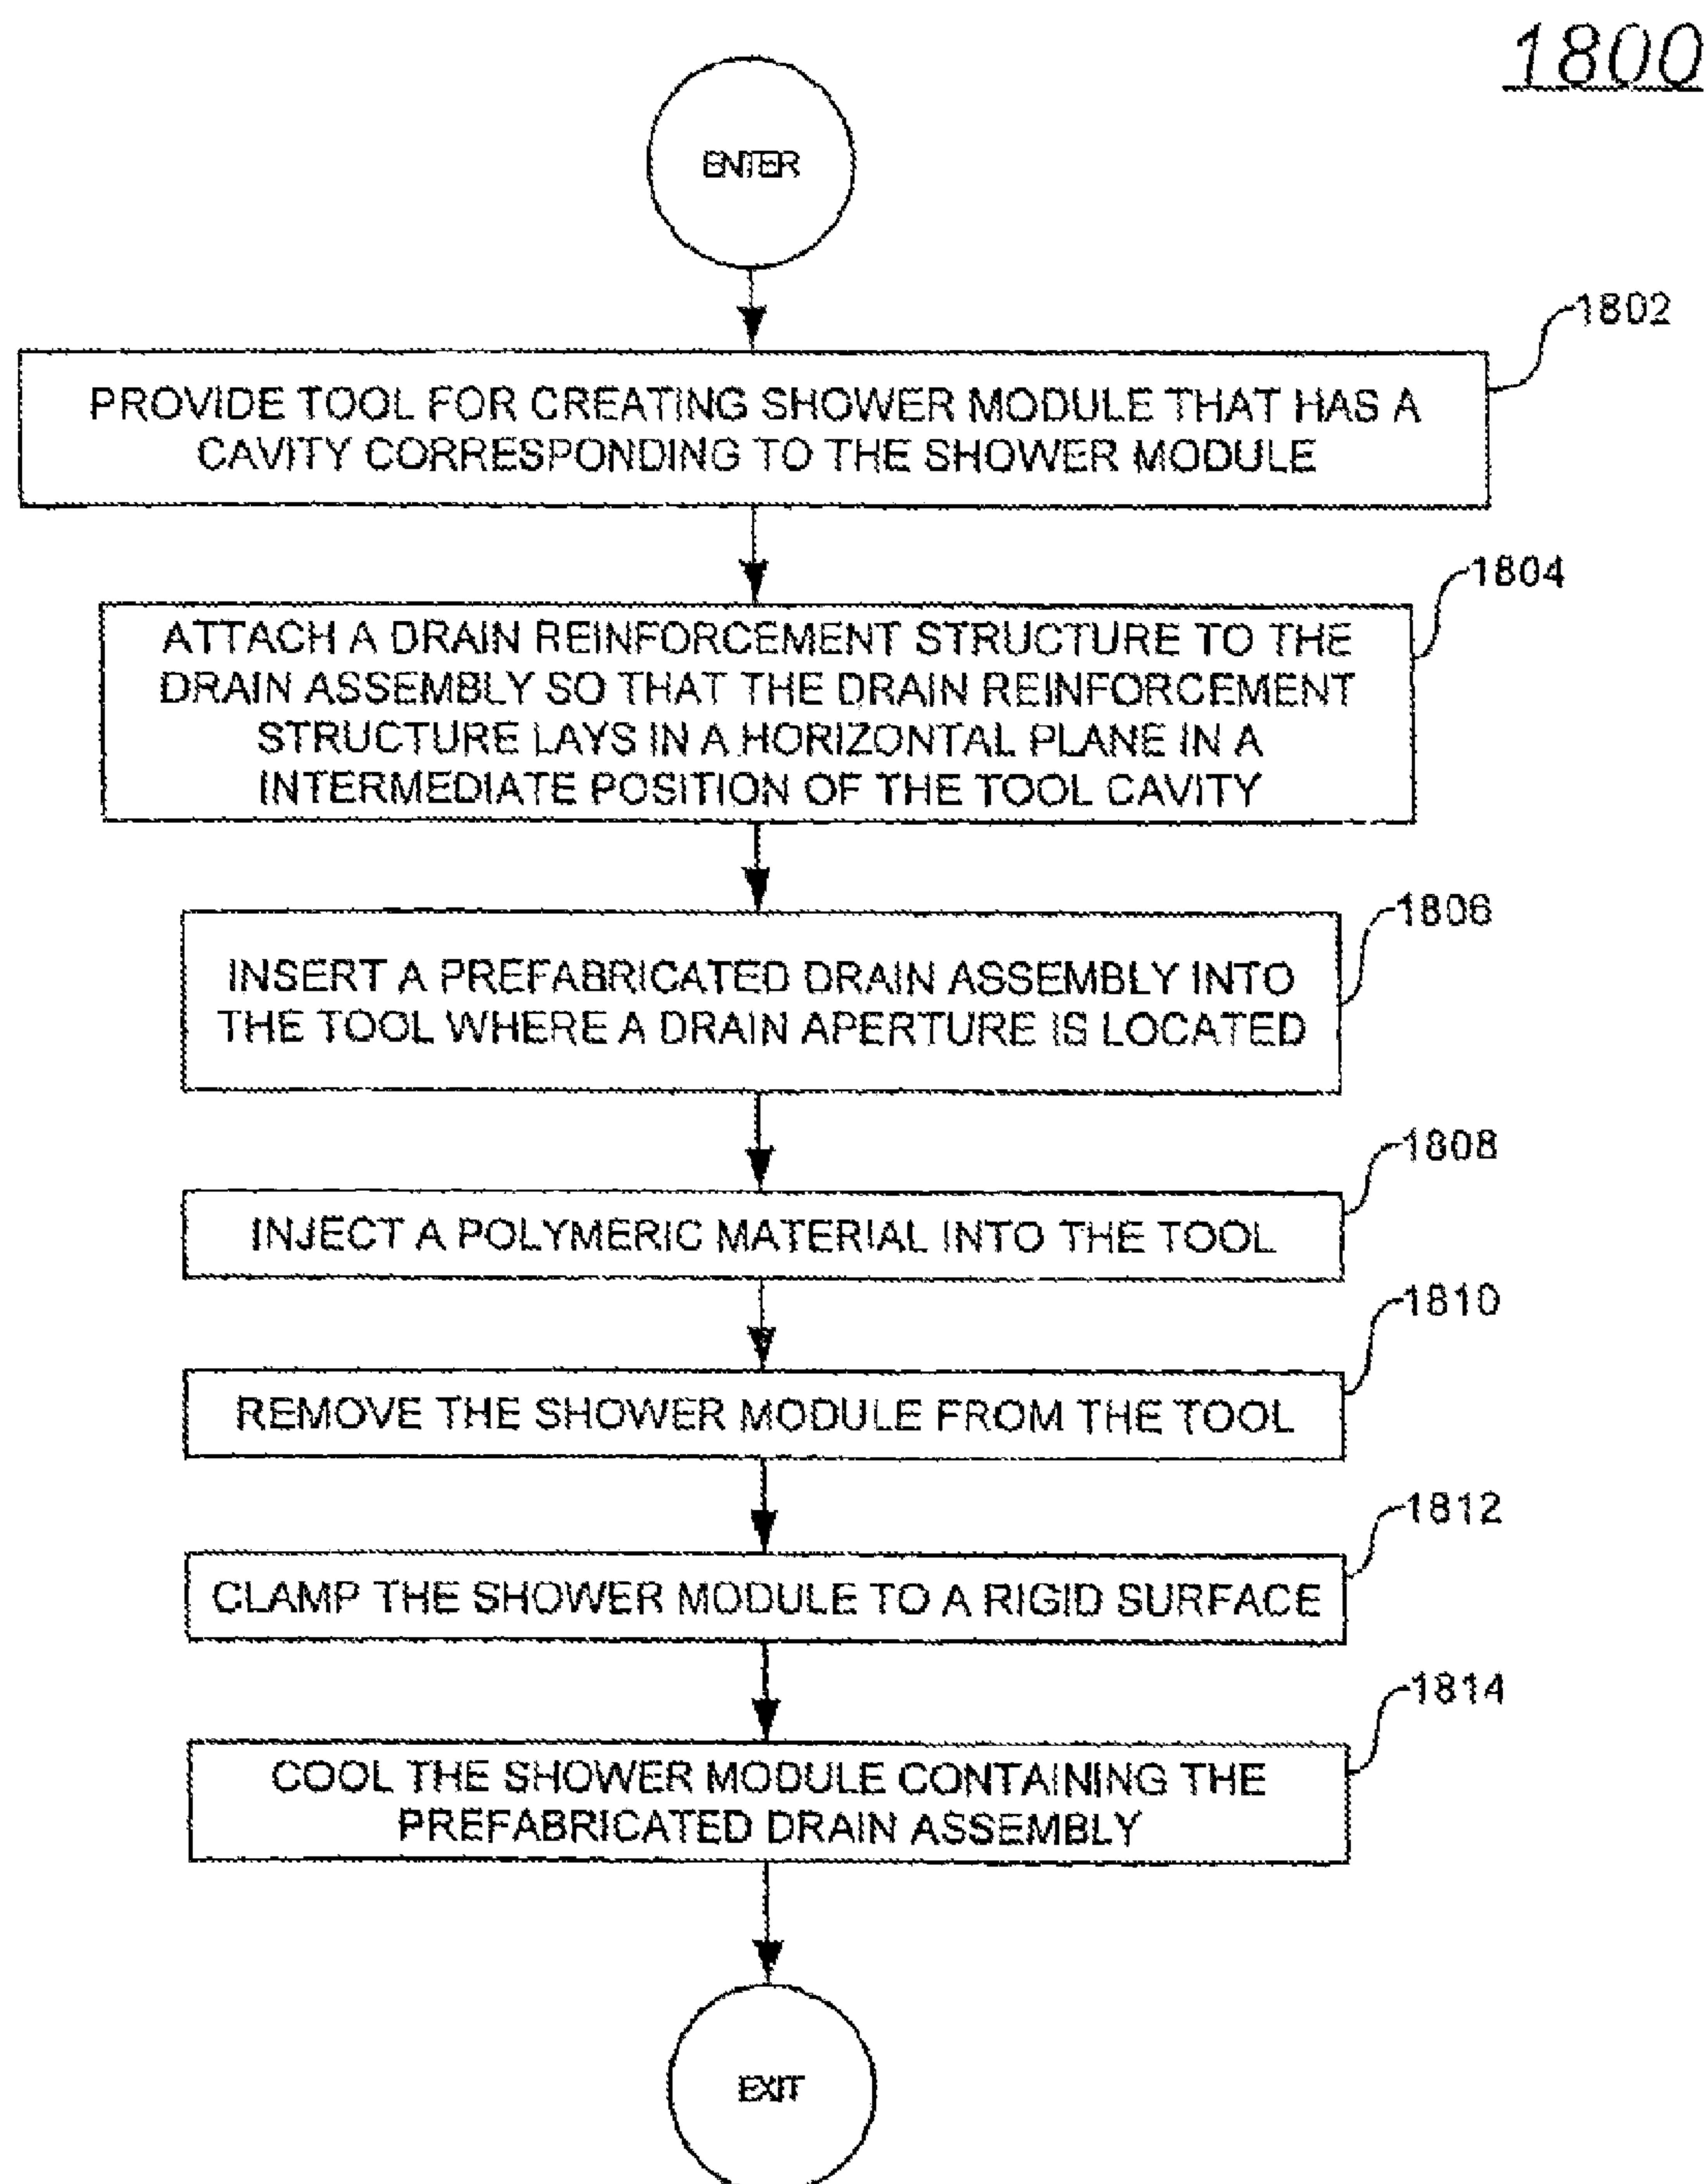 1800
ENTER
1802
PROVIDE TOOL FOR CREATING SHOWER MODULE THAT HAS A
CAVITY CORRESPONDING TO THE SHOWER MODULE
1804
ATTACH A DRAIN REINFORCEMENT STRUCTURE TO THE
DRAIN ASSEMBLY SO THAT THE DRAIN REINFORCEMENT
STRUCTURE LAYS IN A HORIZONTAL PLANE IN A
INTERMEDIATE POSITION OF THE TOOL CAVITY
1806
INSERT A PREFABRICATED DRAIN ASSEMBLY INTO
THE TOOL WHERE A DRAIN APERTURE IS LOCATED
1808
INJECT A POLYMERIC MATERIAL INTO THE TOOL
1810
REMOVE THE SHOWER MODULE FROM THE TOOL
1812
CLAMP THE SHOWER MODULE TO A RIGID SURFACE
1814
COOL THE SHOWER MODULE CONTAINING THE
PREFABRICATED DRAIN ASSEMBLY
EXIT